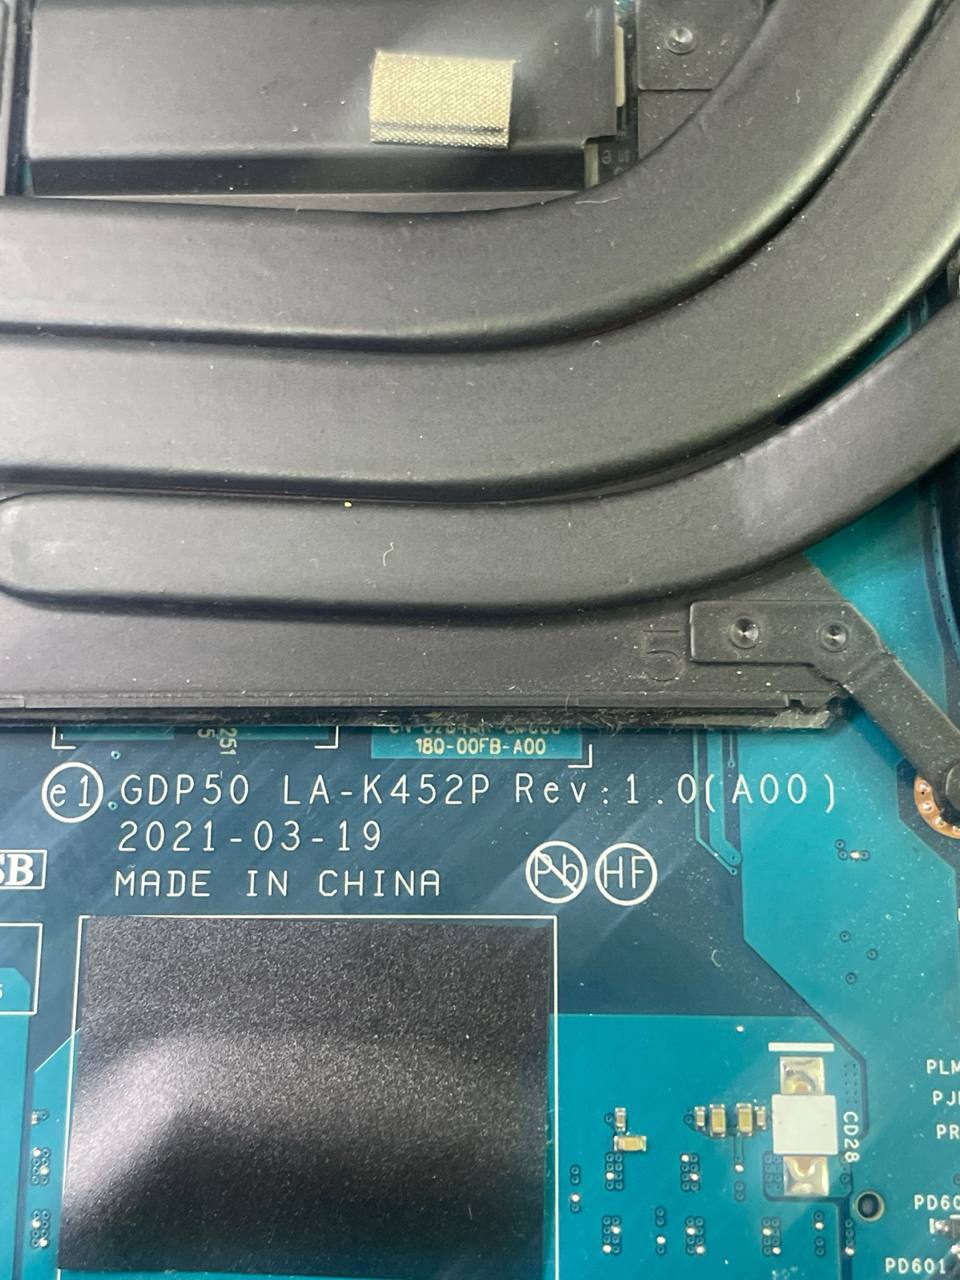 5
251
180-00FB-A00
e1 GDP50 LA-K452P Rev:1.0(A00)
2021-03-19
MADE IN CHINA
Pb HF
SB
CD28
PLM
PJ
PR
PD60
PD601